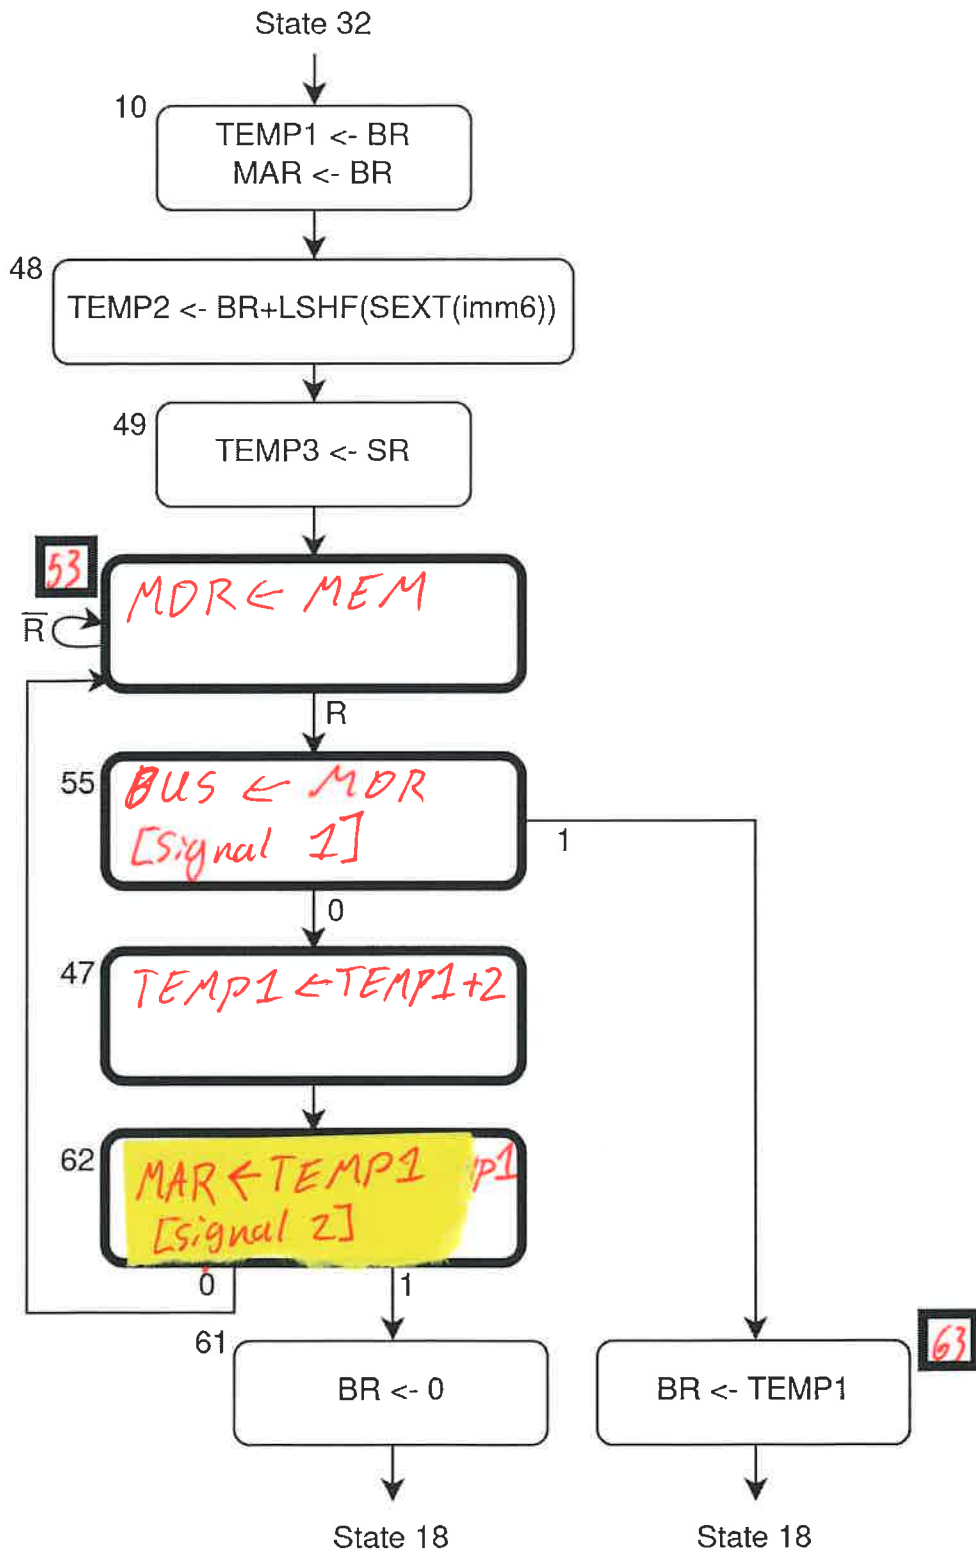 State 32
10
TEMP1 <- BR
MAR <- BR
48
TEMP2 <- BR+LSHF(SEXT(imm6))
49
TEMP3 <- SR
53
MDR ← MEM
R̅
R
55
BUS ← MDR
[Signal 1]
1
0
47
TEMP1 ← TEMP1+2
62
MAR ← TEMP1
P1
[signal 2]
0
1
61
63
BR <- 0
BR <- TEMP1
State 18
State 18